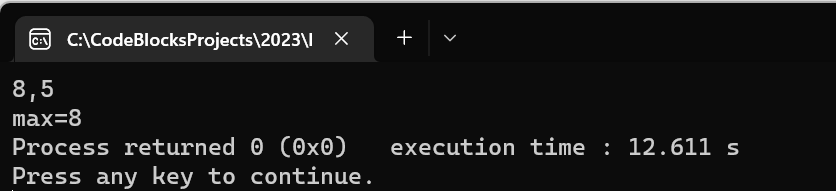 C:\CodeBlocksProjects\2023\I
8,5
max=8
Process returned 0 (0x0)   execution time : 12.611 s
Press any key to continue.